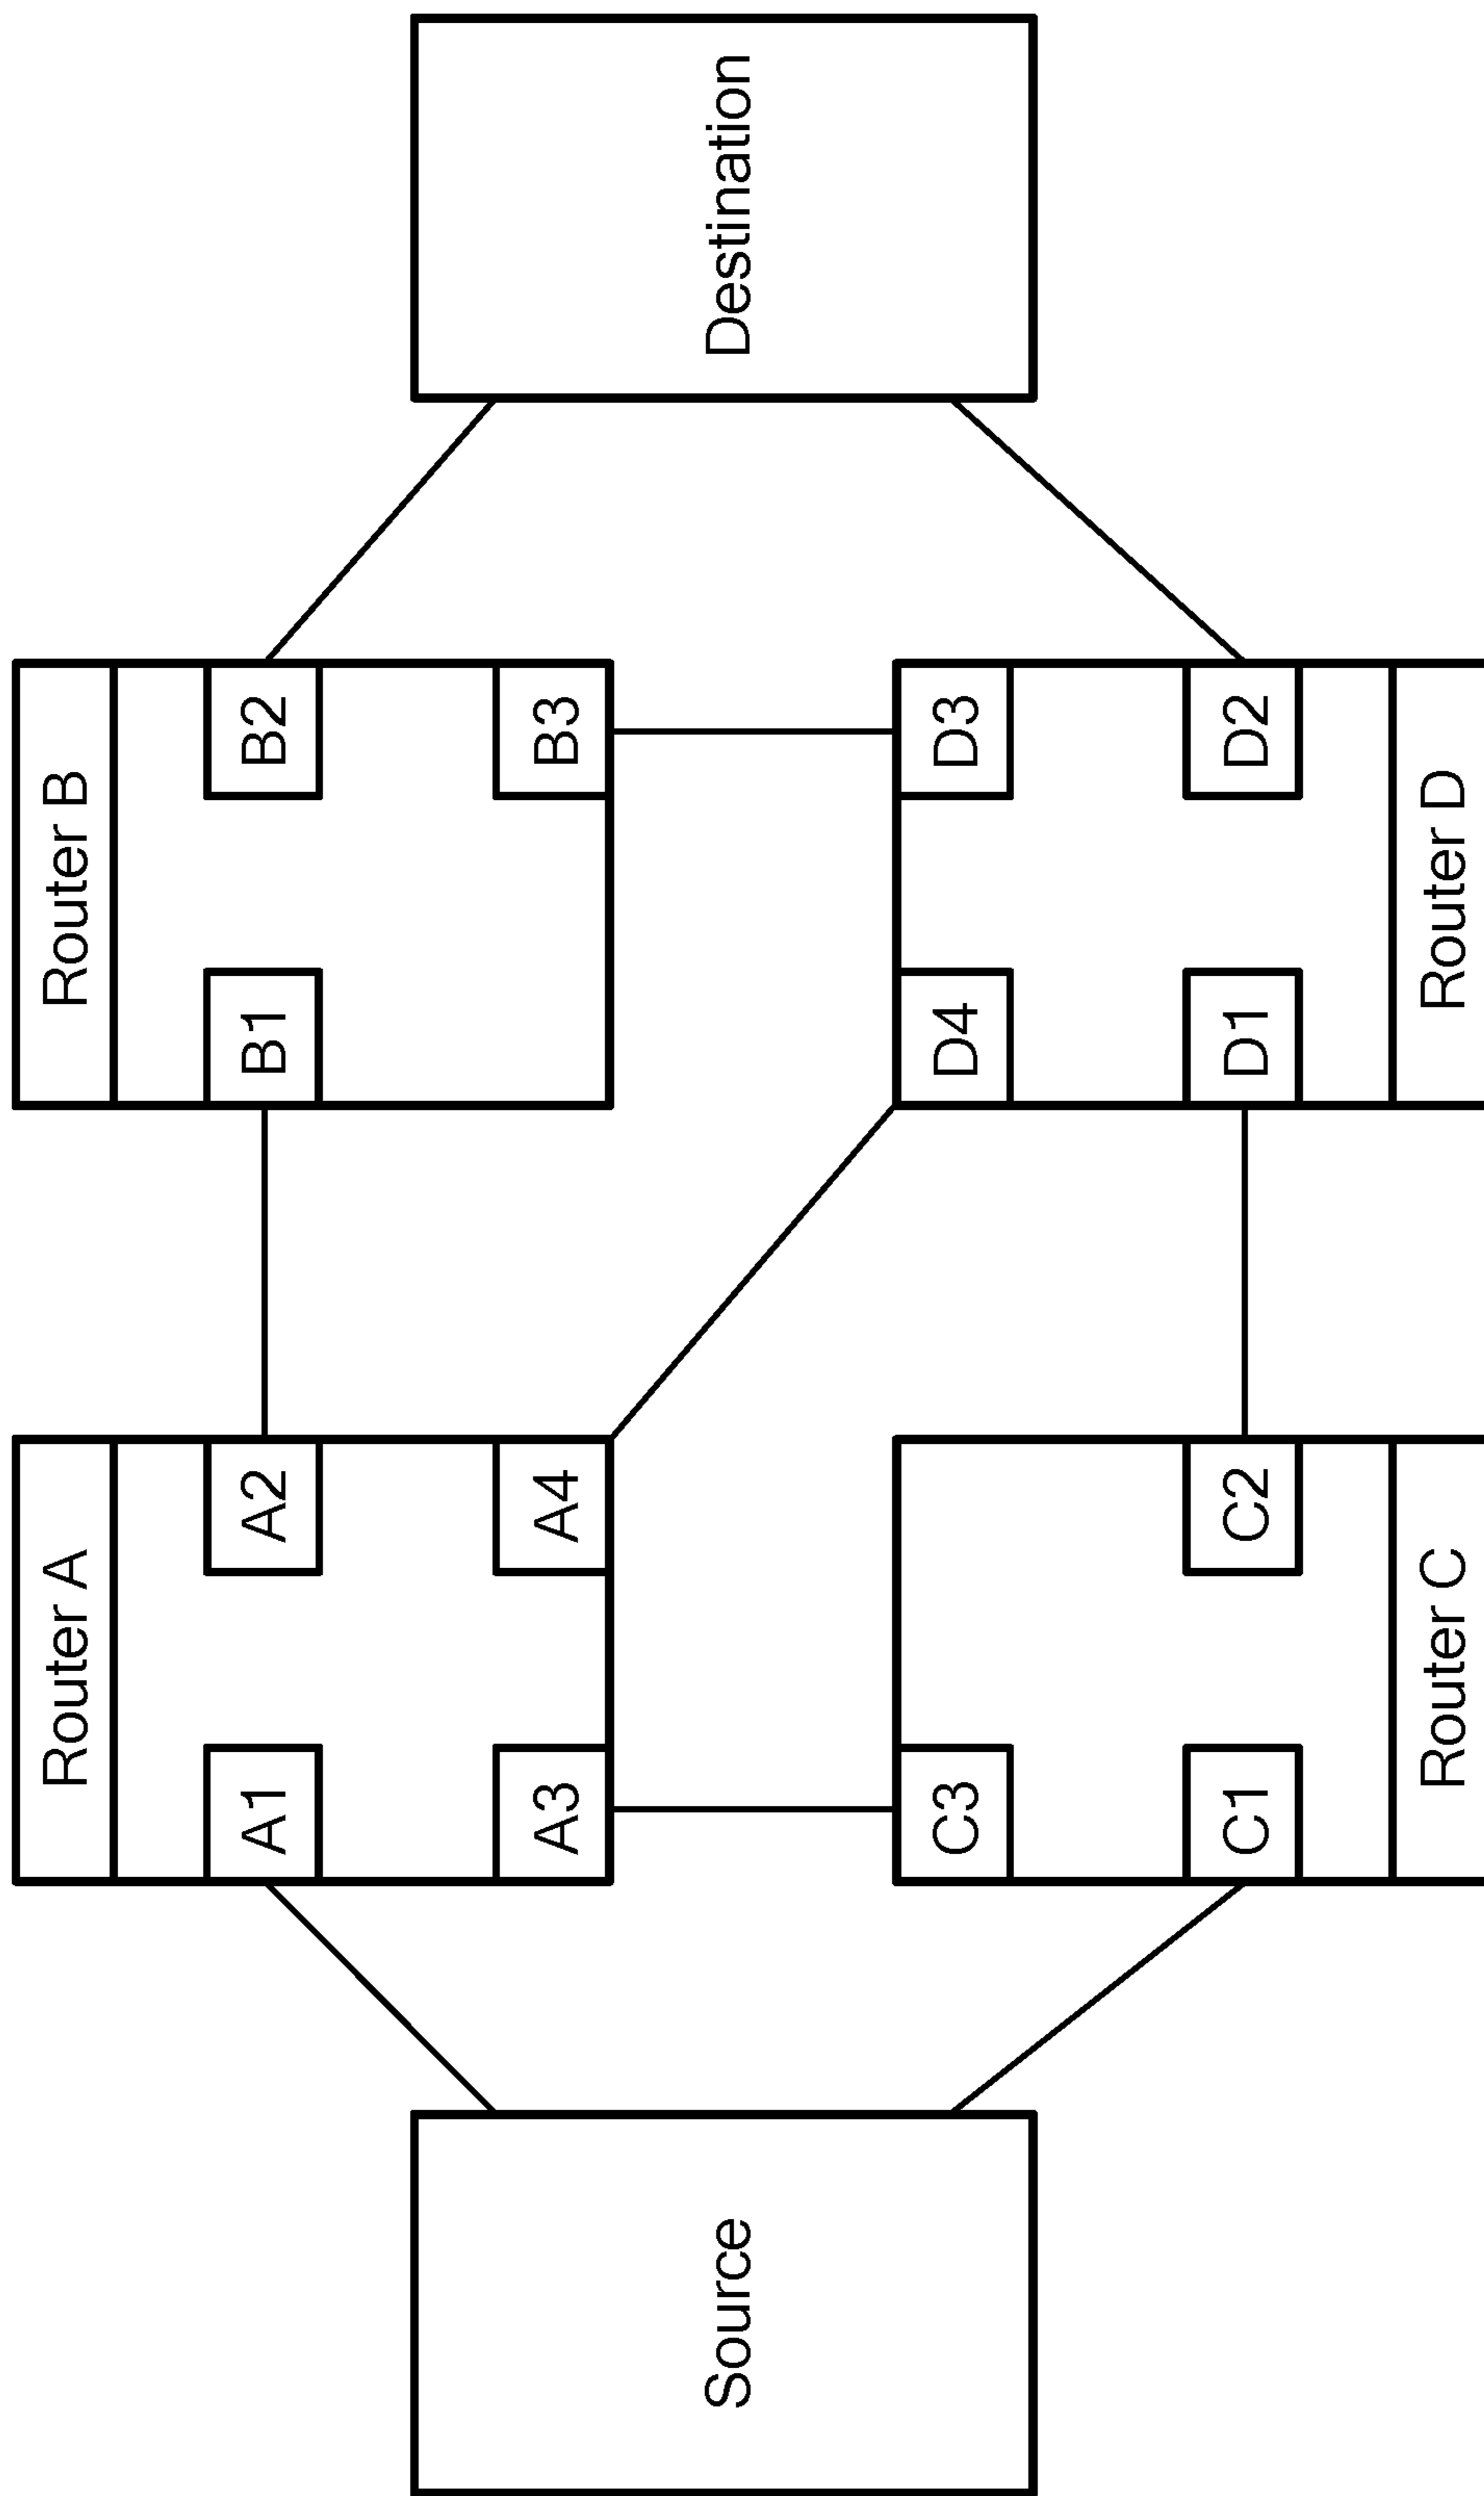 Router A
A1
A2
A3
A4
Router B
B1
B2
B3
Source
Destination
C3
C1
C2
Router C
D4
D3
D1
D2
Router D